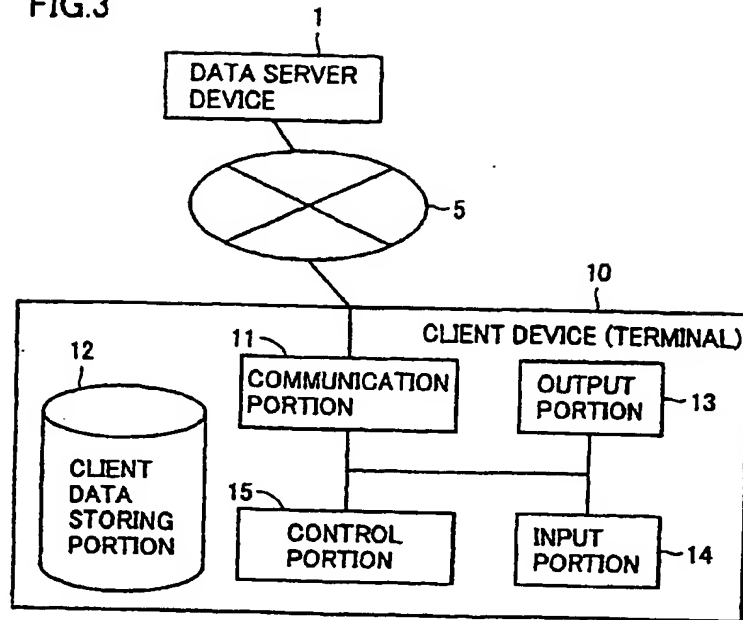 FIG.3
1
DATA SERVER
DEVICE
5
10
CLIENT DEVICE (TERMINAL)
12
CLIENT
DATA
STORING
PORTION
11
COMMUNICATION
PORTION
OUTPUT
PORTION
13
15
CONTROL
PORTION
INPUT
PORTION
14